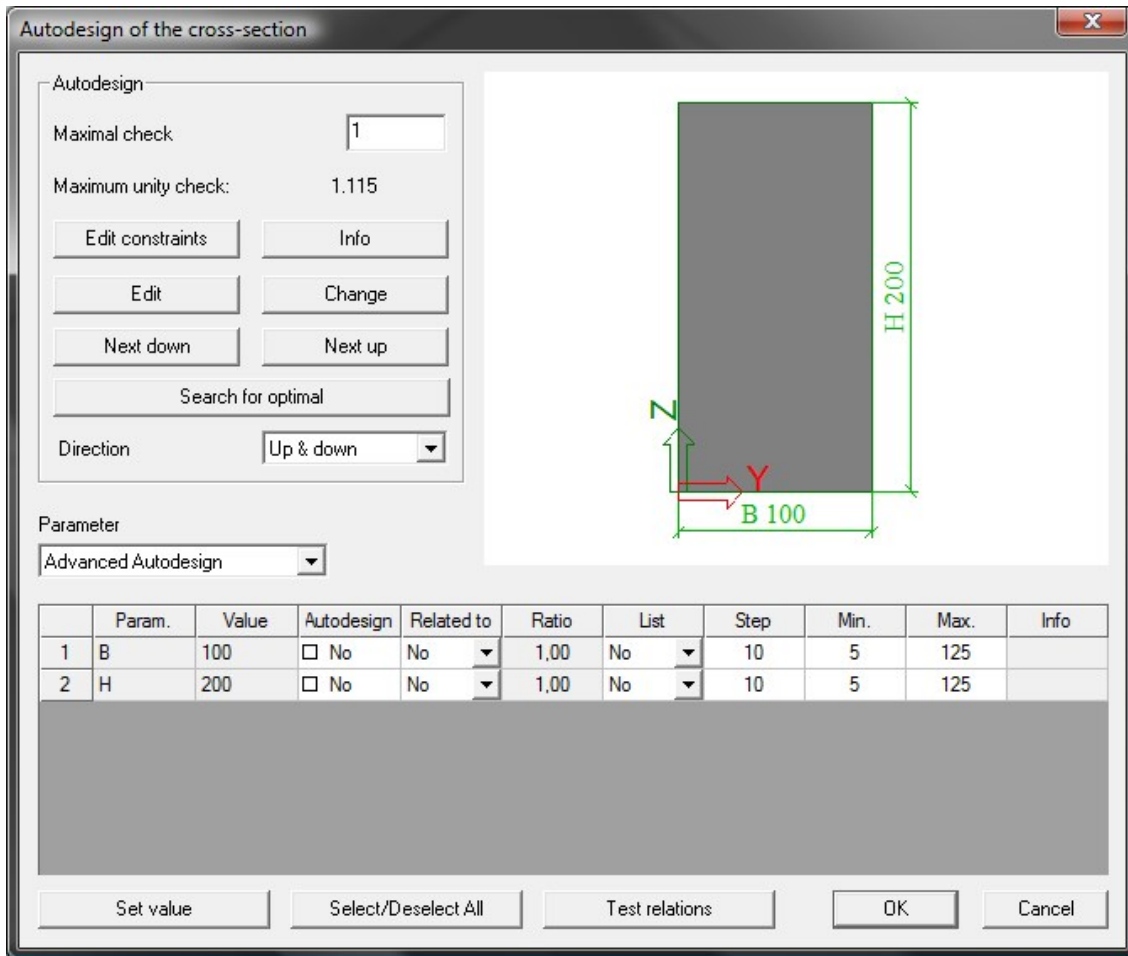 Autodesign of the cross-section
Autodesign
Maximal check 1
Maximum unity check: 1.115
Edit constraints Info
Edit Change
Next down Next up
Search for optimal
Direction Up & down
H 200
Z
Y
B 100
Parameter
Advanced Autodesign
Param. Value Autodesign Related to Ratio List Step Min. Max. Info
1 B 100 No No 1,00 No 10 5 125
2 H 200 No No 1,00 No 10 5 125
Set value Select/Deselect All Test relations OK Cancel